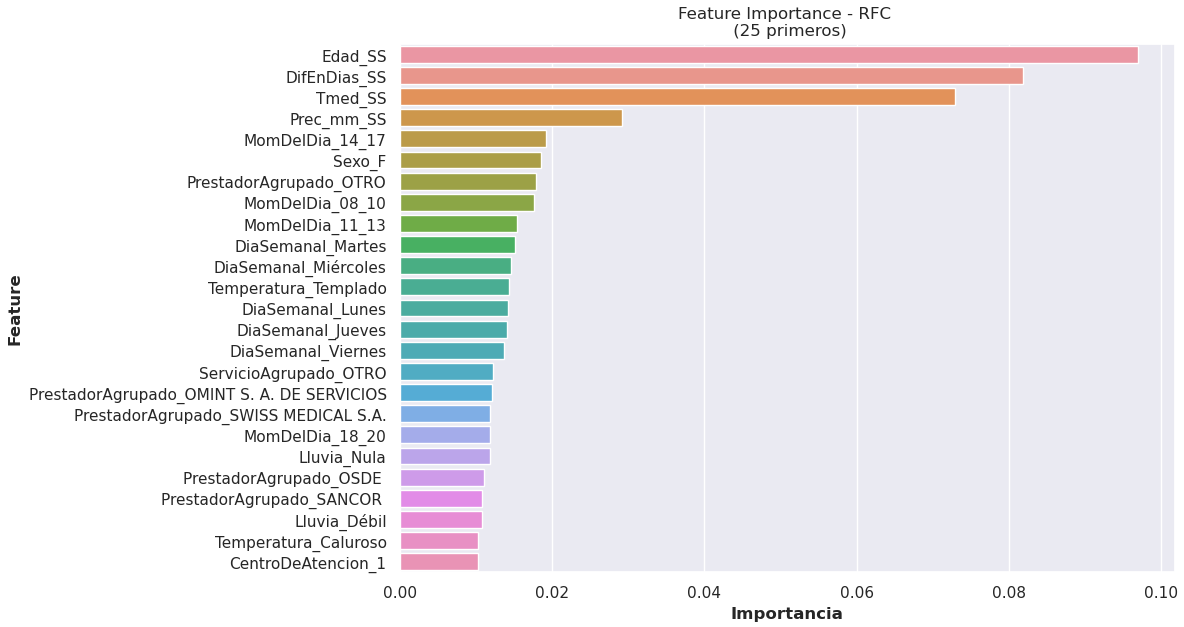 Feature Importance - RFC
(25 primeros)
Edad_SS
DifEnDias_SS
Tmed_SS
Prec_mm_SS
MomDelDia_14_17
Sexo_F
PrestadorAgrupado_OTRO
MomDelDia_08_10
MomDelDia_11_13
DiaSemanal_Martes
DiaSemanal_Miércoles
Temperatura_Templado
DiaSemanal_Lunes
DiaSemanal_Jueves
DiaSemanal_Viernes
ServicioAgrupado_OTRO
PrestadorAgrupado_OMINT S. A. DE SERVICIOS
PrestadorAgrupado_SWISS MEDICAL S.A.
MomDelDia_18_20
Lluvia_Nula
PrestadorAgrupado_OSDE
PrestadorAgrupado_SANCOR
Lluvia_Débil
Temperatura_Caluroso
CentroDeAtencion_1
Feature
0.00 0.02 0.04 0.06 0.08 0.10
Importancia